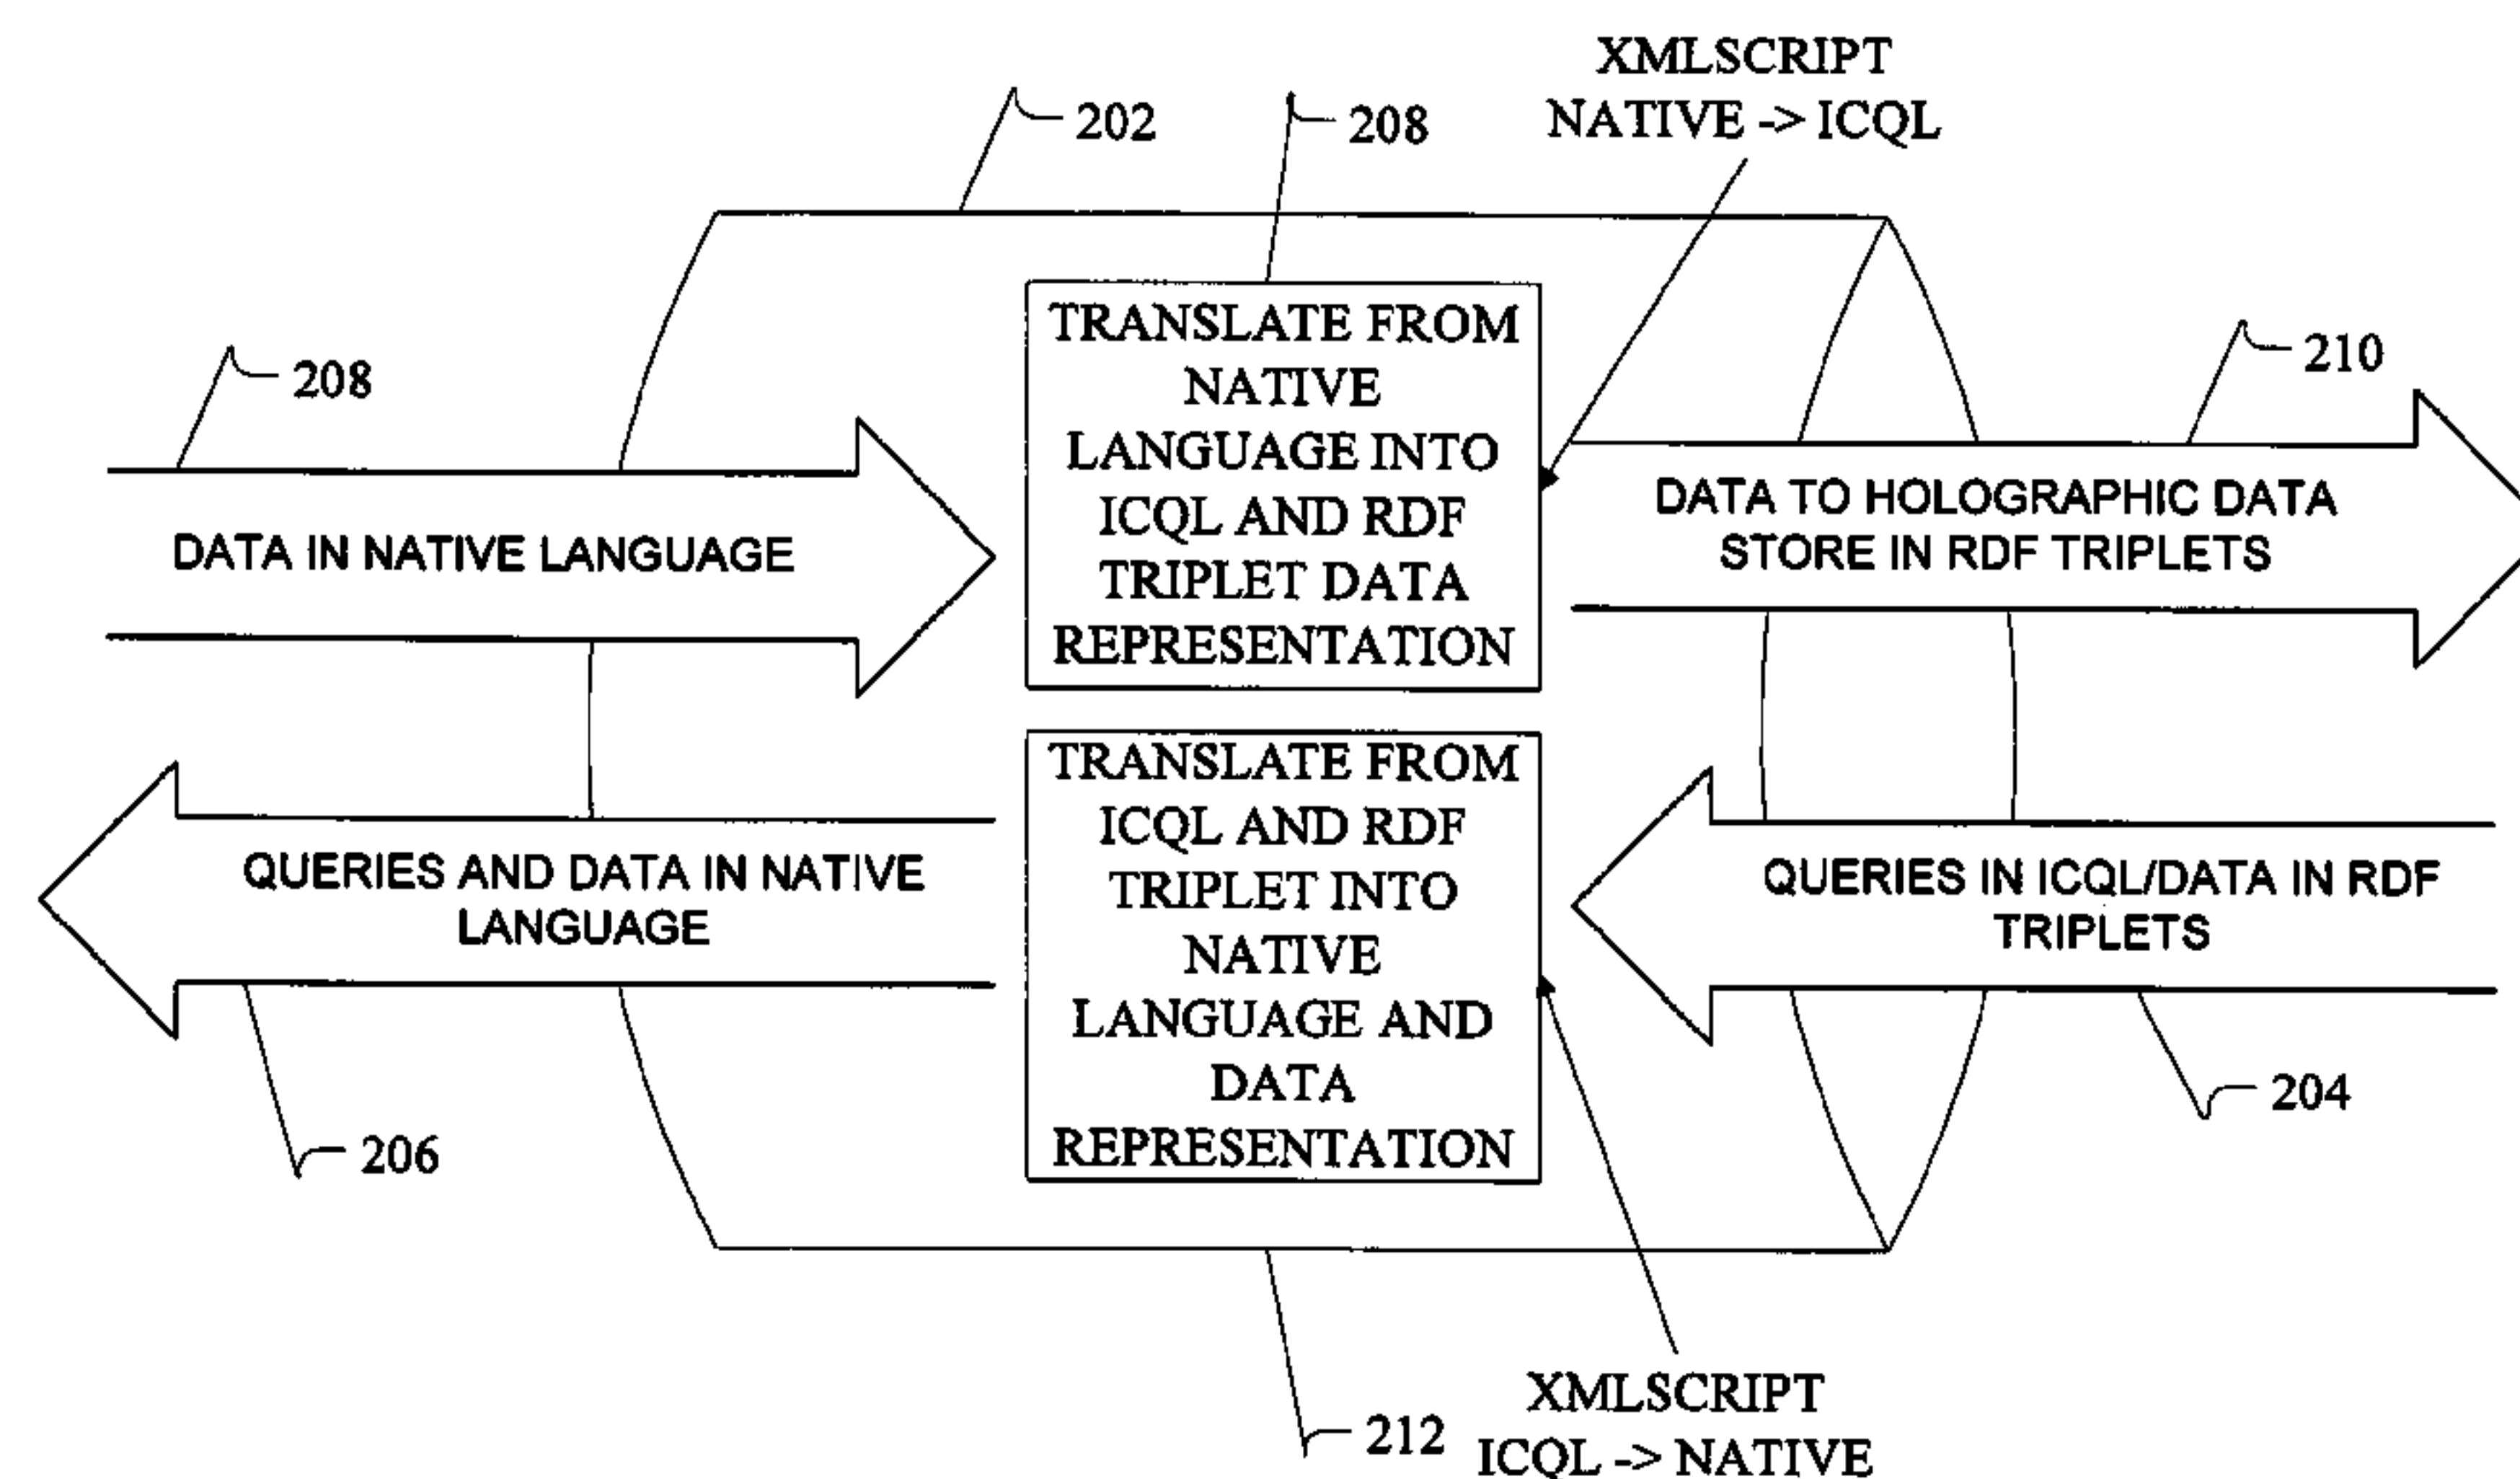 XMLSCRIPT
NATIVE -> ICQL
202
208
TRANSLATE FROM
NATIVE
LANGUAGE INTO
ICQL AND RDF
TRIPLET DATA
REPRESENTATION
208
210
DATA IN NATIVE LANGUAGE
DATA TO HOLOGRAPHIC DATA
STORE IN RDF TRIPLETS
TRANSLATE FROM
ICQL AND RDF
TRIPLET INTO
NATIVE
LANGUAGE AND
DATA
REPRESENTATION
QUERIES AND DATA IN NATIVE
LANGUAGE
QUERIES IN ICQL/DATA IN RDF
TRIPLETS
206
204
212
XMLSCRIPT
ICQL -> NATIVE